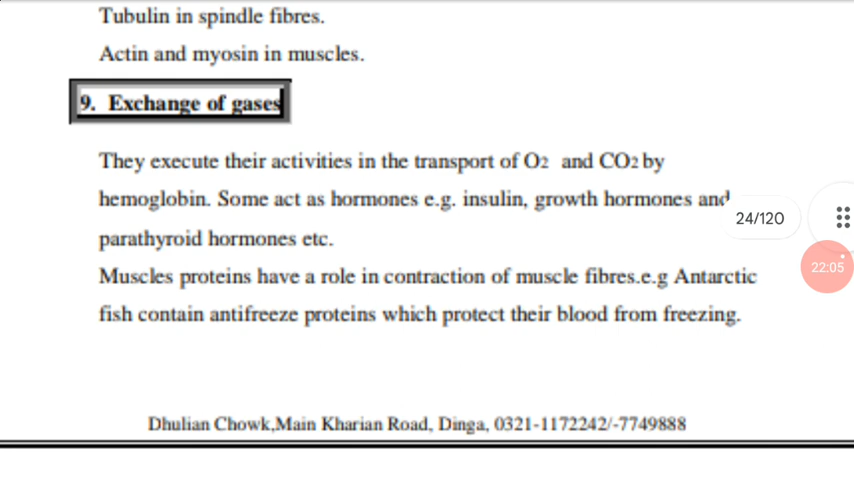 Tubulin in spindle fibres.
Actin and myosin in muscles.
9. Exchange of gases
They execute their activities in the transport of O2 and CO2 by
hemoglobin. Some act as hormones e.g. insulin, growth hormones and
24/120
parathyroid hormones etc.
22:05
Muscles proteins have a role in contraction of muscle fibres.e.g Antarctic
fish contain antifreeze proteins which protect their blood from freezing.
Dhulian Chowk,Main Kharian Road, Dinga, 0321-1172242/-7749888